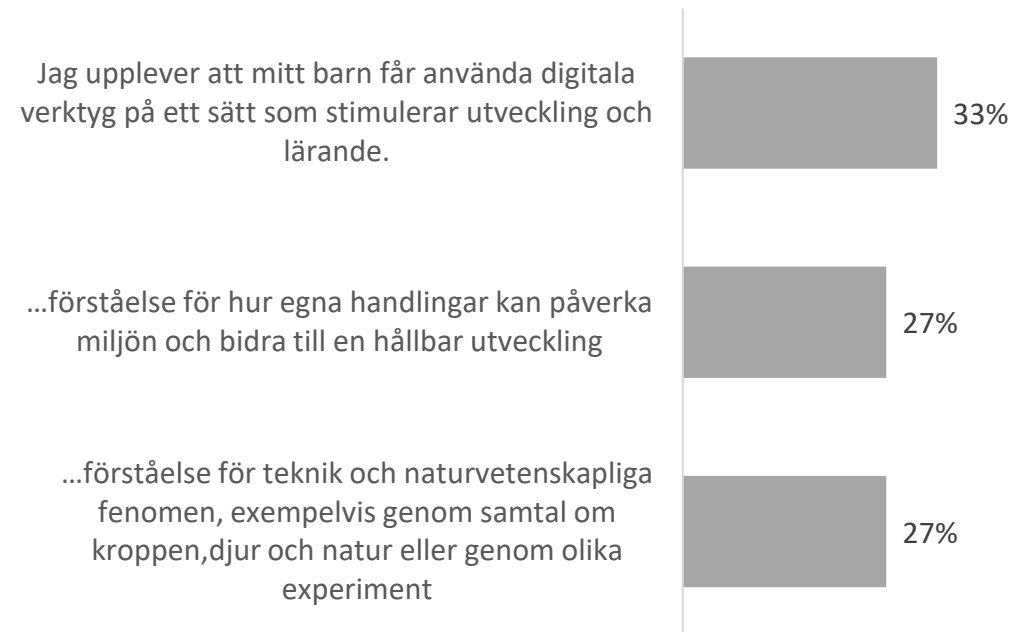 Jag upplever att mitt barn får använda digitala
verktyg på ett sätt som stimulerar utveckling och
lärande.
33%
...förståelse för hur egna handlingar kan påverka
miljön och bidra till en hållbar utveckling
27%
...förståelse för teknik och naturvetenskapliga
fenomen, exempelvis genom samtal om
kroppen,djur och natur eller genom olika
experiment
27%